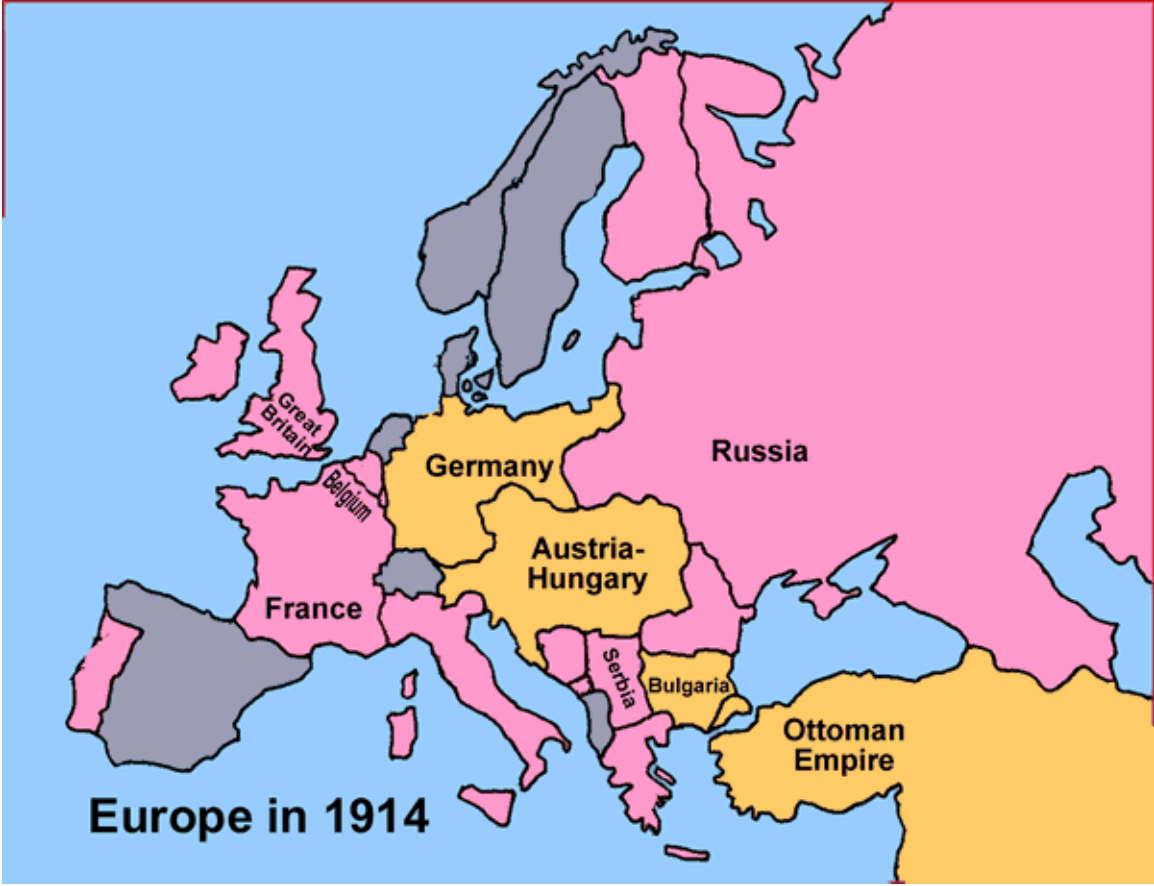 Great
Britain
Belgium
Germany
Russia
Austria-
Hungary
France
Serbia
Bulgaria
Ottoman
Empire
Europe in 1914